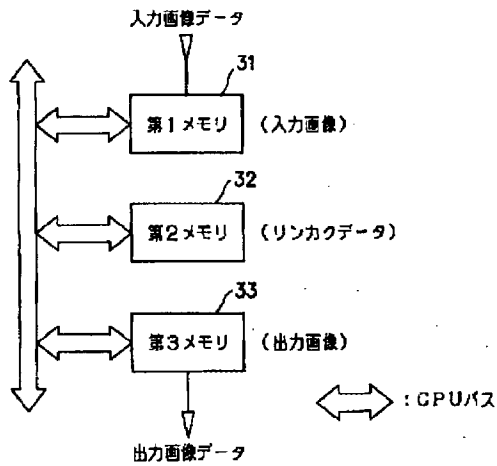 入力画像データ
31
第1メモリ (入力画像)
32
第2メモリ (リンカクデータ)
33
第3メモリ (出力画像)
:CPUバス
出力画像データ